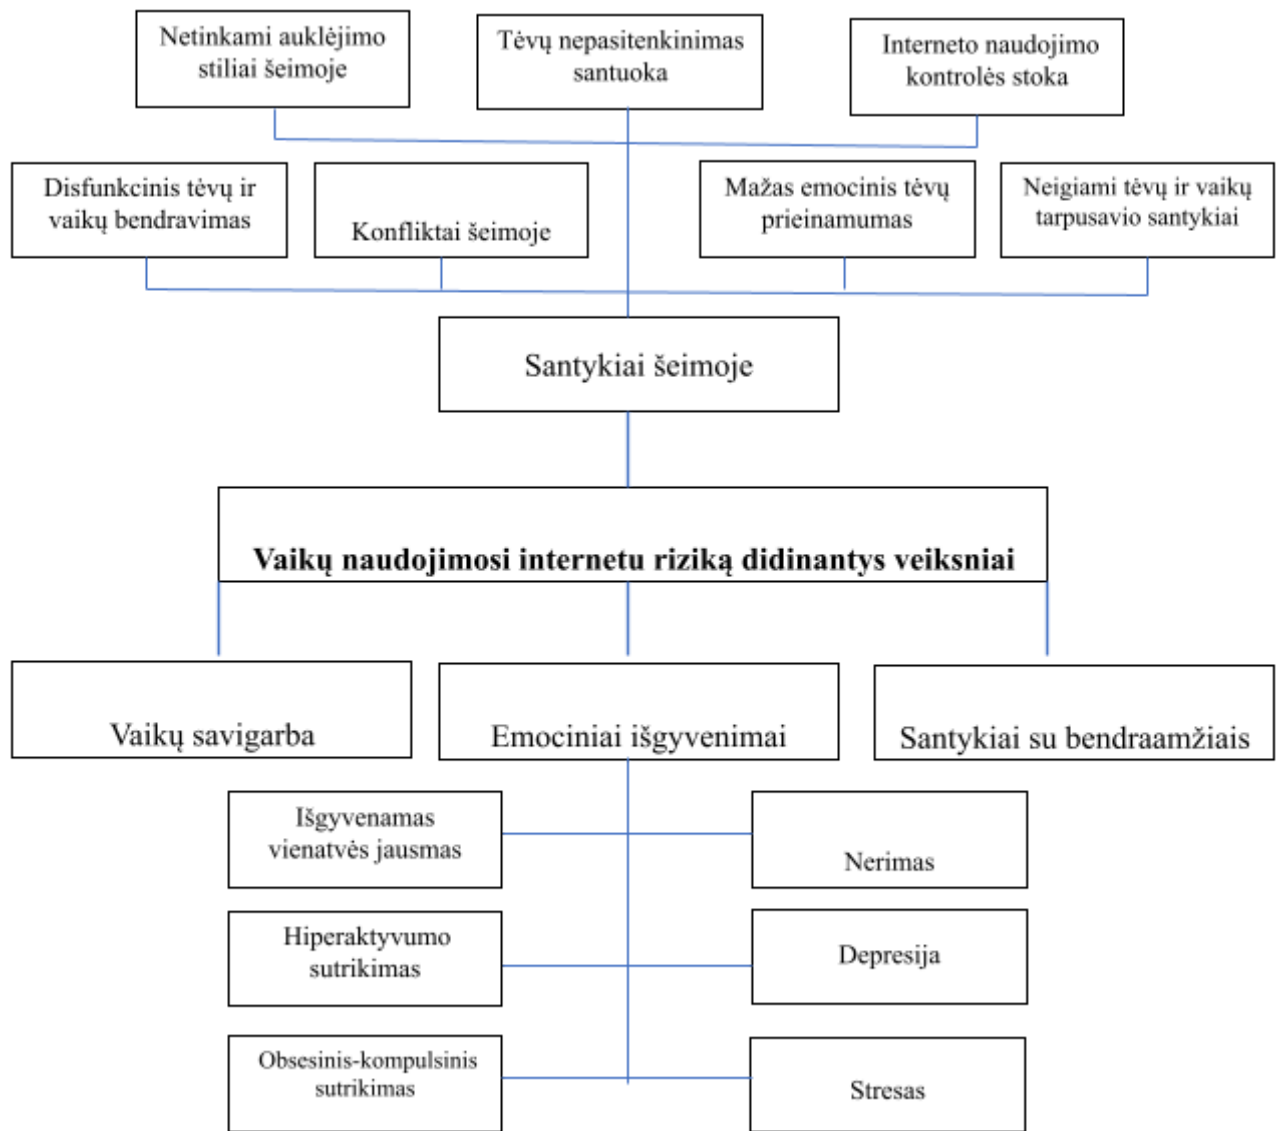 Netinkami auklėjimo
stiliai šeimoje
Tėvų nepasitenkinimas
santuoka
Interneto naudojimo
kontrolės stoka
Disfunkcinis tėvų ir
vaikų bendravimas
Konfliktai šeimoje
Mažas emocinis tėvų
prieinamumas
Neigiami tėvų ir vaikų
tarpusavio santykiai
Santykiai šeimoje
Vaikų naudojimosi internetu riziką didinantys veiksniai
Vaikų savigarba
Emociniai išgyvenimai
Santykiai su bendraamžiais
Išgyvenamas
vienatvės jausmas
Nerimas
Hiperaktyvumo
sutrikimas
Depresija
Obsesinis-kompulsinis
sutrikimas
Stresas